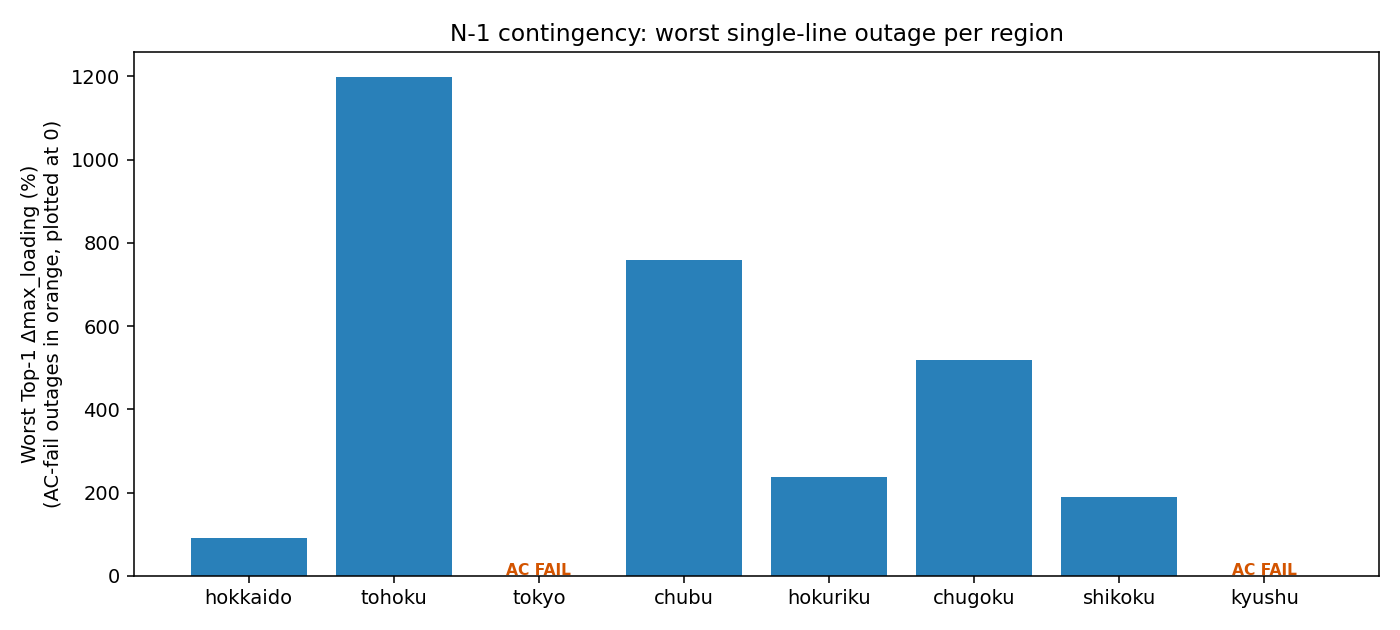 N-1 contingency: worst single-line outage per region
Worst Top-1 Δmax_loading (%)
(AC-fail outages in orange, plotted at 0)
1200
1000
800
600
400
200
0
AC FAIL
AC FAIL
hokkaido
tohoku
tokyo
chubu
hokuriku
chugoku
shikoku
kyushu